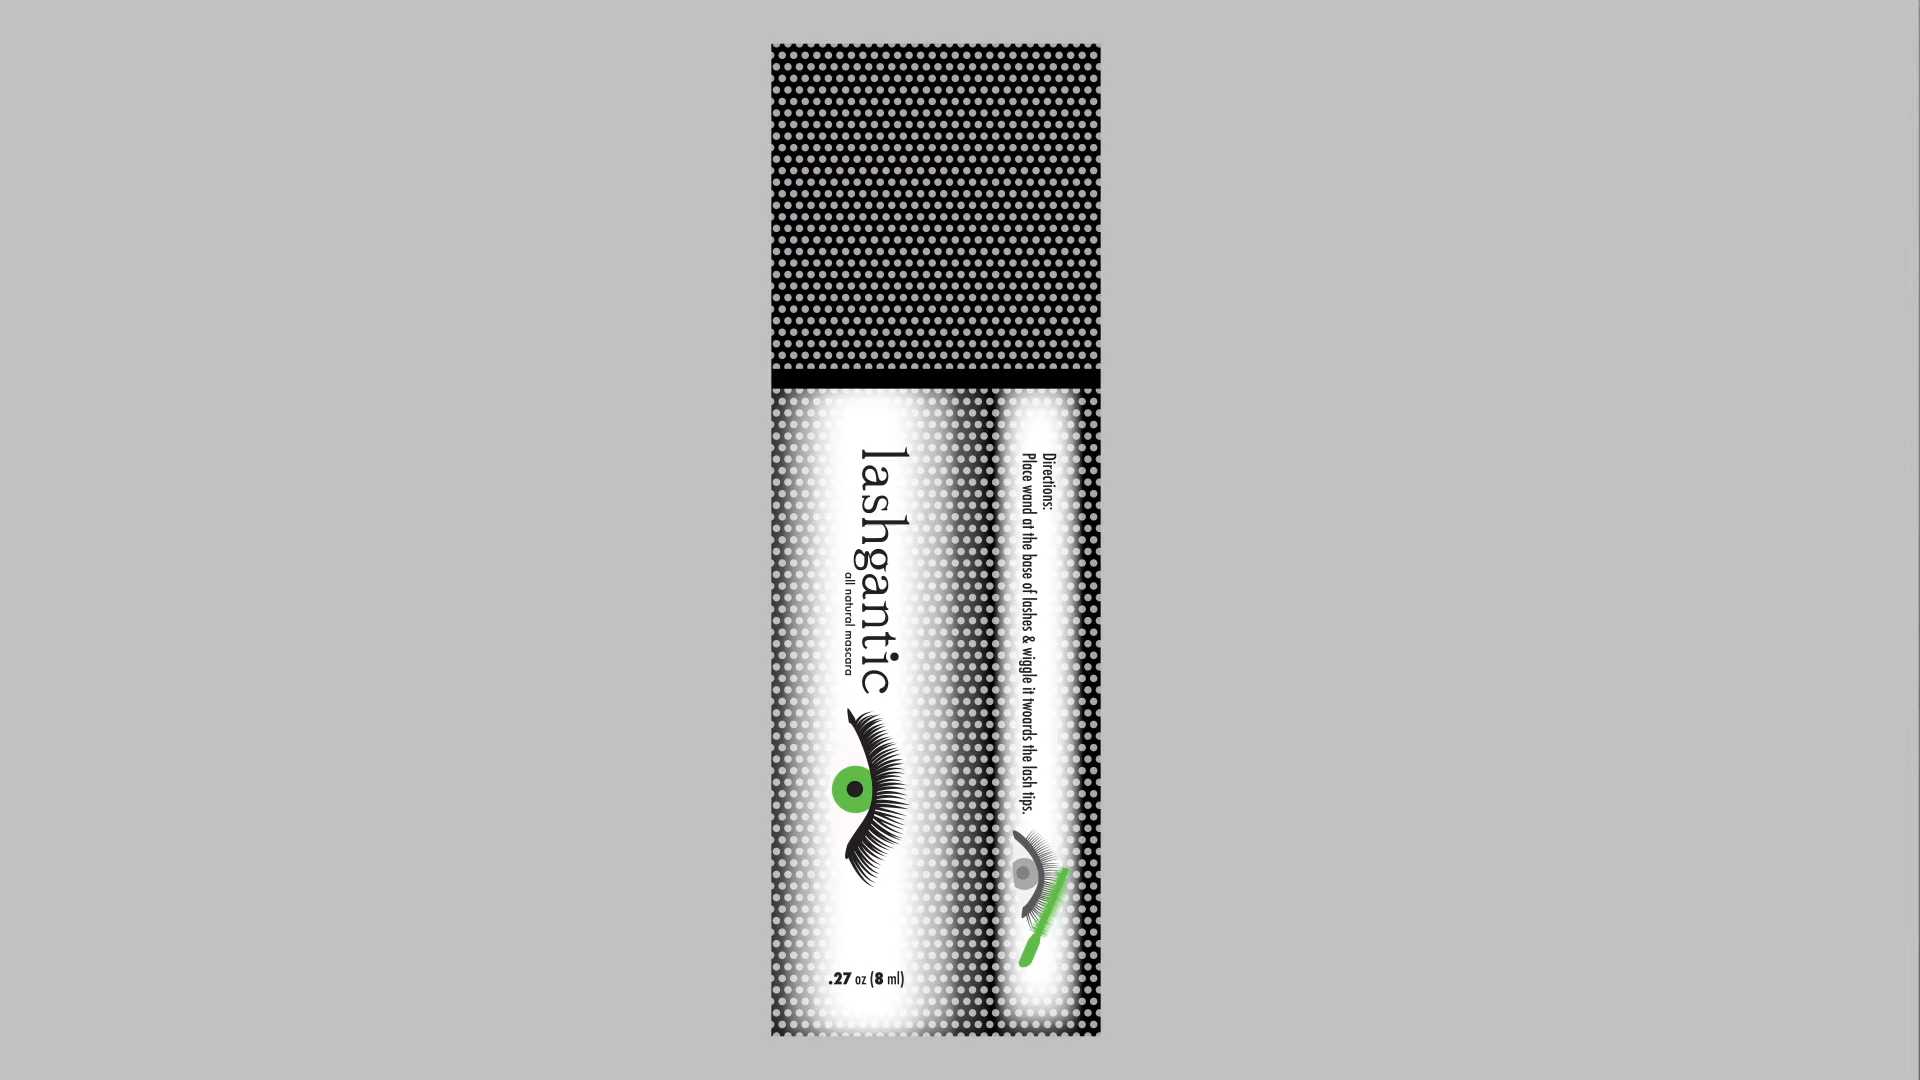 lashgantic
all natural mascara
.27 oz (8 ml)
Directions:
Place wand at the base of lashes & wiggle it twoards the lash tips.